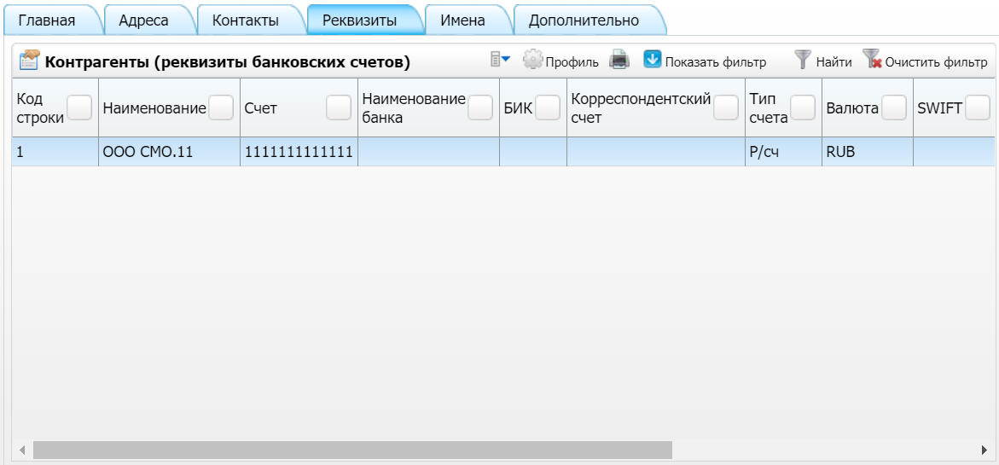 Главная Адреса Контакты Реквизиты Имена Дополнительно
Контрагенты (реквизиты банковских счетов) Профиль Показать фильтр Найти Очистить фильтр
Код строки Наименование Счет Наименование банка БИК Корреспондентский счет Тип счета Валюта SWIFT
1 ООО СМО.11 1111111111111 Р/сч RUB